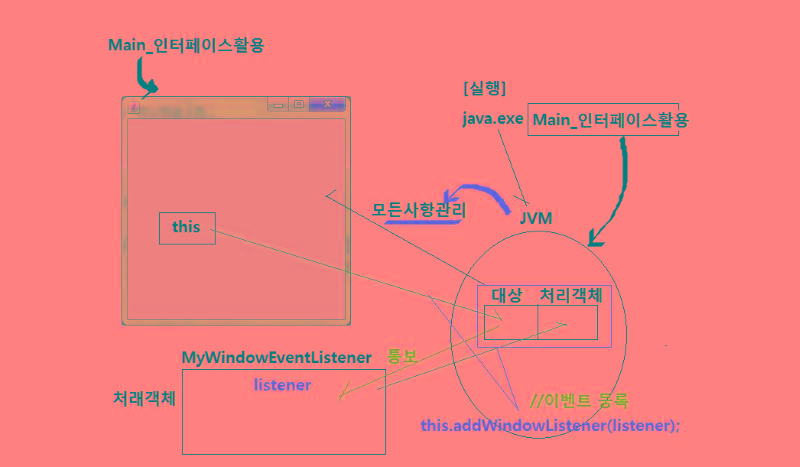 Main_인터페이스활용
[실행]
java.exe Main_인터페이스활용
모든사항관리
JVM
this
대상 처리객체
MyWindowEventListener 통보
처래객체
listener
//이벤트 등록
this.addWindowListener(listener);